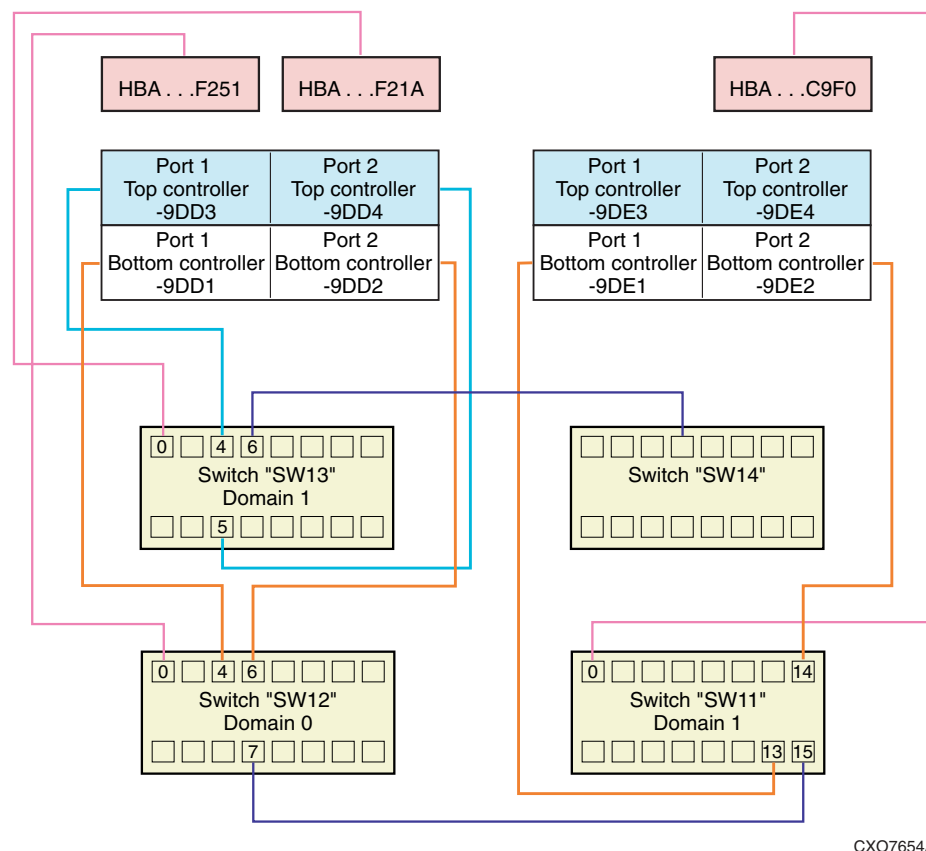 HBA . . .F251
HBA . . .F21A
HBA . . .C9F0
Port 1
Top controller
-9DD3
Port 2
Top controller
-9DD4
Port 1
Bottom controller
-9DD1
Port 2
Bottom controller
-9DD2
Port 1
Top controller
-9DE3
Port 2
Top controller
-9DE4
Port 1
Bottom controller
-9DE1
Port 2
Bottom controller
-9DE2
0 4 6
Switch "SW13"
Domain 1
5
Switch "SW14"
0 4 6
Switch "SW12"
Domain 0
7
0 14
Switch "SW11"
Domain 1
13 15